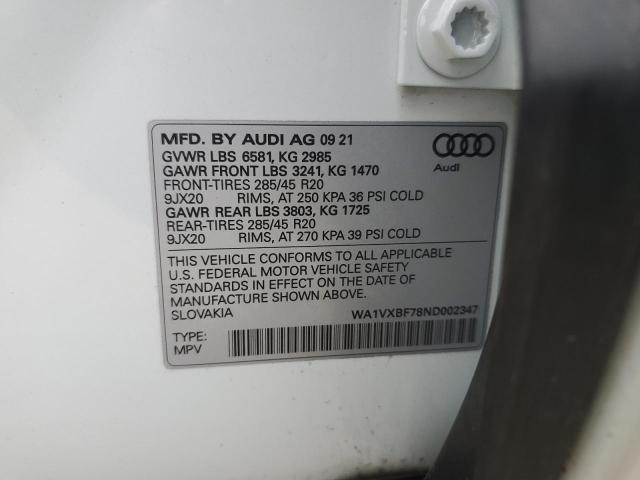 MFD. BY AUDI AG 09 21
GVWR LBS 6581, KG 2985
GAWR FRONT LBS 3241, KG 1470
FRONT-TIRES 285/45 R20
9JX20 RIMS, AT 250 KPA 36 PSI COLD
GAWR REAR LBS 3803, KG 1725
REAR-TIRES 285/45 R20
9JX20 RIMS, AT 270 KPA 39 PSI COLD
Audi
THIS VEHICLE CONFORMS TO ALL APPLICABLE
U.S. FEDERAL MOTOR VEHICLE SAFETY
STANDARDS IN EFFECT ON THE DATE OF
MANUFACTURE SHOWN ABOVE.
SLOVAKIA WA1VXBF78ND002347
TYPE:
MPV